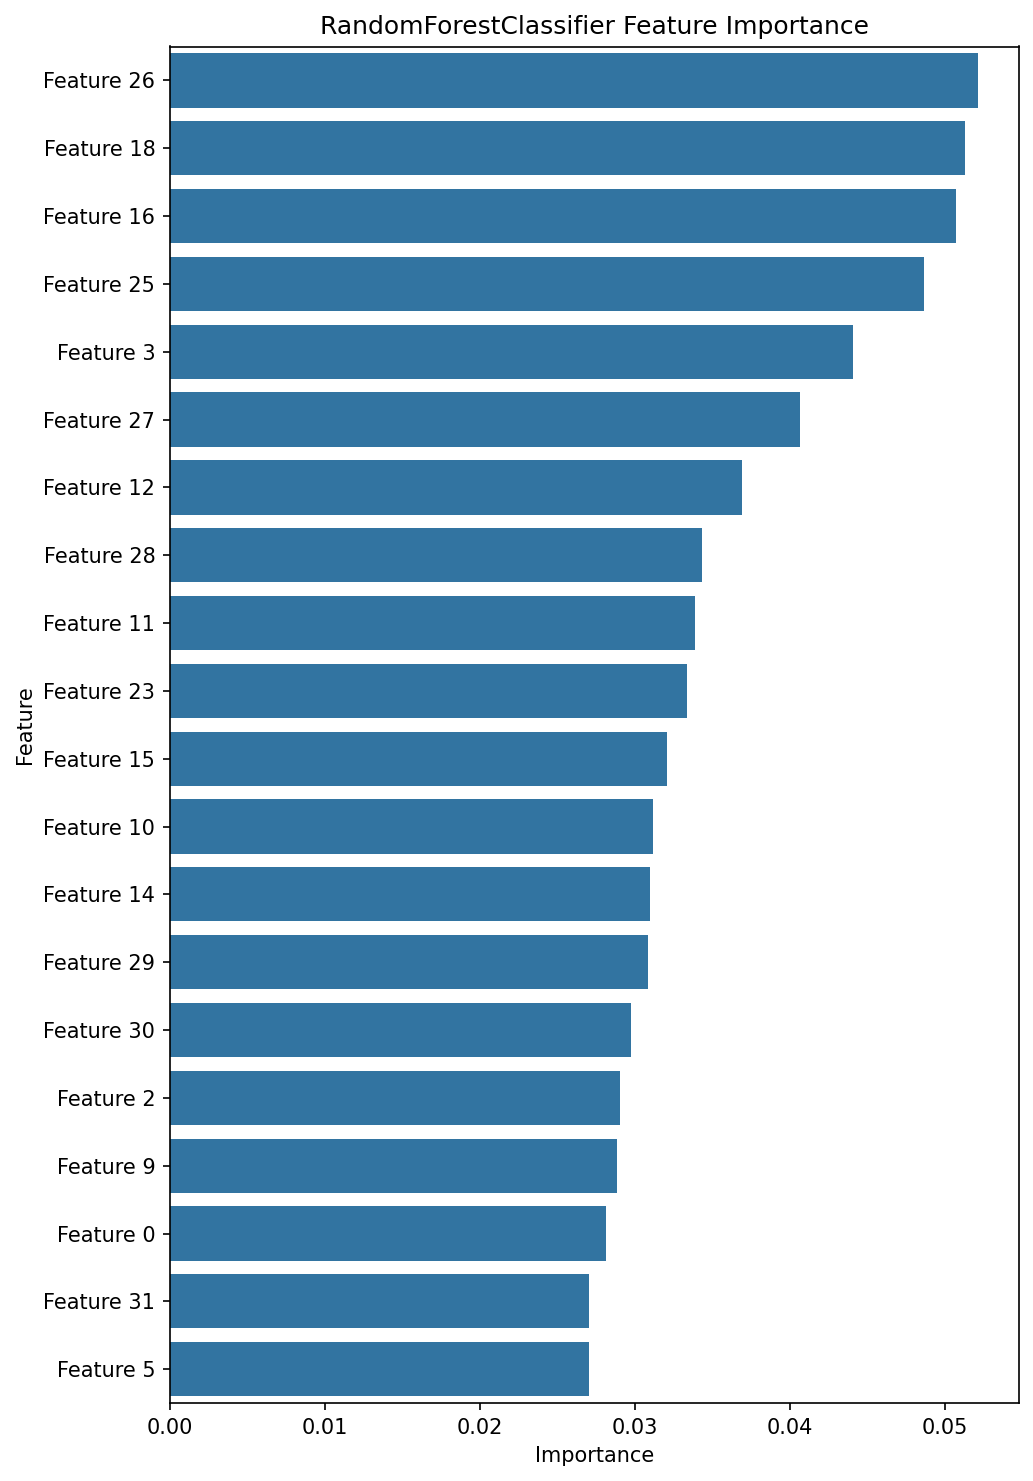 RandomForestClassifier Feature Importance
Feature 26
Feature 18
Feature 16
Feature 25
Feature 3
Feature 27
Feature 12
Feature 28
Feature 11
Feature 23
Feature 15
Feature 10
Feature 14
Feature 29
Feature 30
Feature 2
Feature 9
Feature 0
Feature 31
Feature 5
Feature
0.00 0.01 0.02 0.03 0.04 0.05
Importance